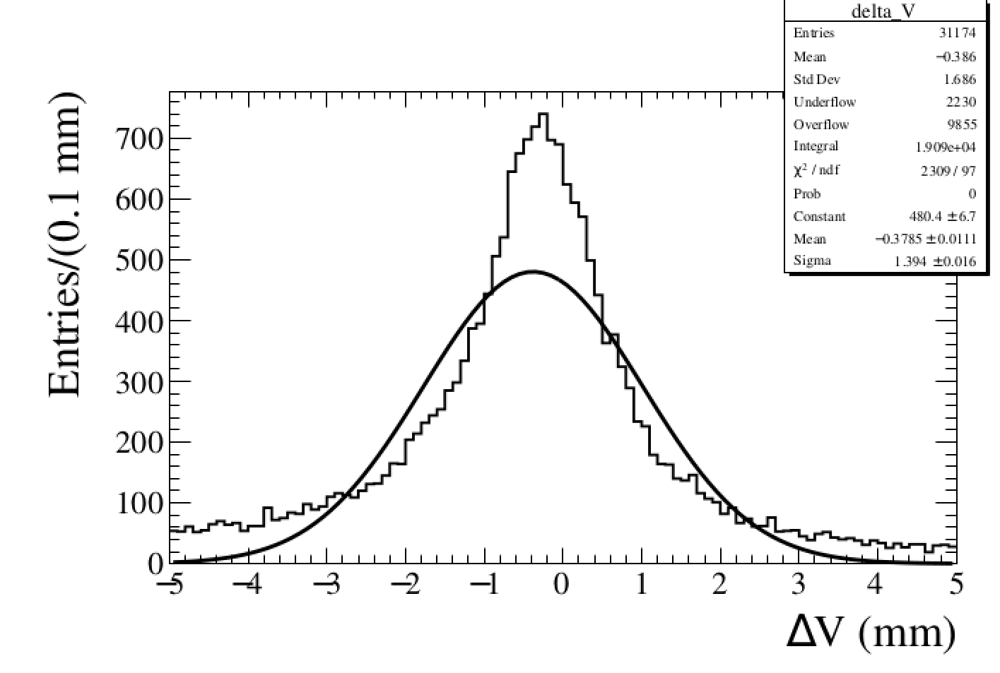 delta_V
Entries 31174
Mean −0.386
Std Dev 1.686
Underflow 2230
Overflow 9855
Integral 1.909e+04
χ² / ndf 2309 / 97
Prob 0
Constant 480.4 ±6.7
Mean −0.3785 ±0.0111
Sigma 1.394 ±0.016
Entries/(0.1 mm)
700
600
500
400
300
200
100
0
−5 −4 −3 −2 −1 0 1 2 3 4 5
ΔV (mm)